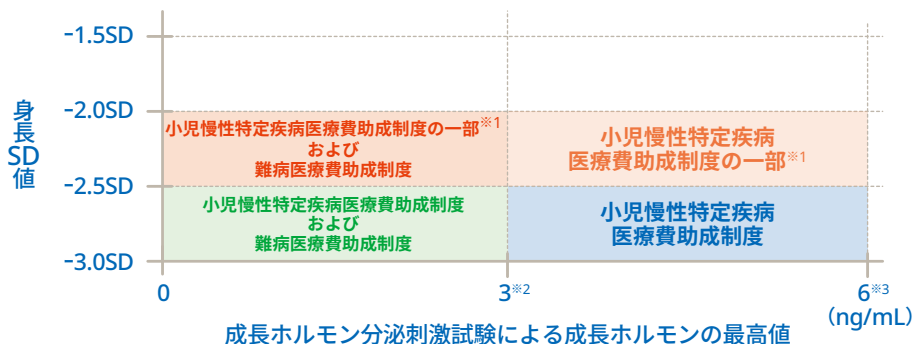 -1.5SD
-2.0SD
-2.5SD
-3.0SD
身長SD値
小児慢性特定疾病医療費助成制度の一部※1
および
難病医療費助成制度
小児慢性特定疾病
医療費助成制度の一部※1
小児慢性特定疾病医療費助成制度
および
難病医療費助成制度
小児慢性特定疾病
医療費助成制度
0
3※2
6※3
(ng/mL)
成長ホルモン分泌刺激試験による成長ホルモンの最高値